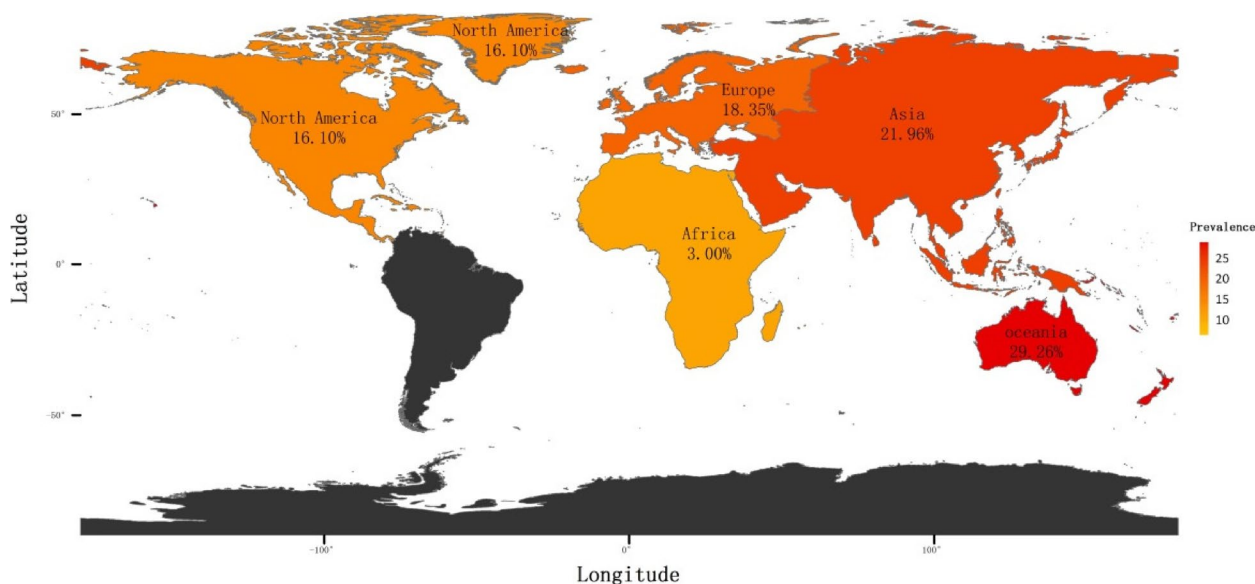 North America
16.10%
North America
16.10%
Europe
18.35%
Asia
21.96%
Africa
3.00%
oceania
29.26%
Prevalence
25
20
15
10
Latitude
50°
0°
-50°
-100°
0°
100°
Longitude